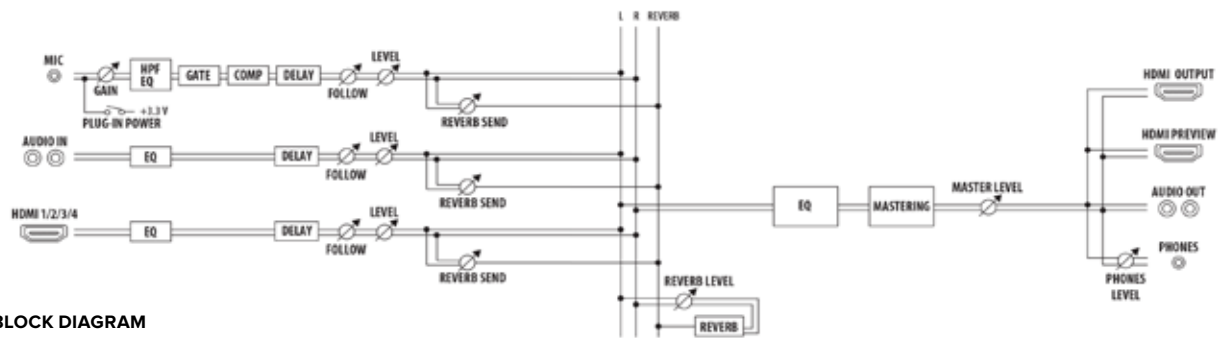 L R REVERB
MIC
GAIN
HPF
EQ
GATE
COMP
DELAY
FOLLOW
LEVEL
+3.3 V
PLUG-IN POWER
REVERB SEND
AUDIO IN
EQ
DELAY
FOLLOW
LEVEL
REVERB SEND
HDMI 1/2/3/4
EQ
DELAY
FOLLOW
LEVEL
REVERB SEND
REVERB LEVEL
REVERB
EQ
MASTERING
MASTER LEVEL
HDMI OUTPUT
HDMI PREVIEW
AUDIO OUT
PHONES
PHONES
LEVEL
BLOCK DIAGRAM